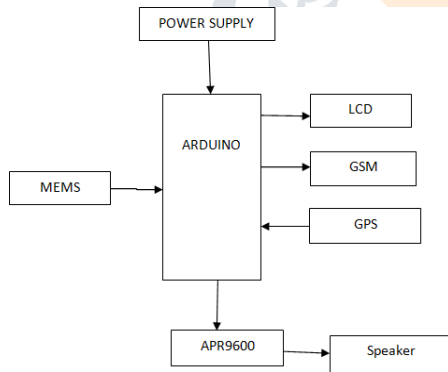 POWER SUPPLY
LCD
ARDUINO
GSM
MEMS
GPS
APR9600
Speaker